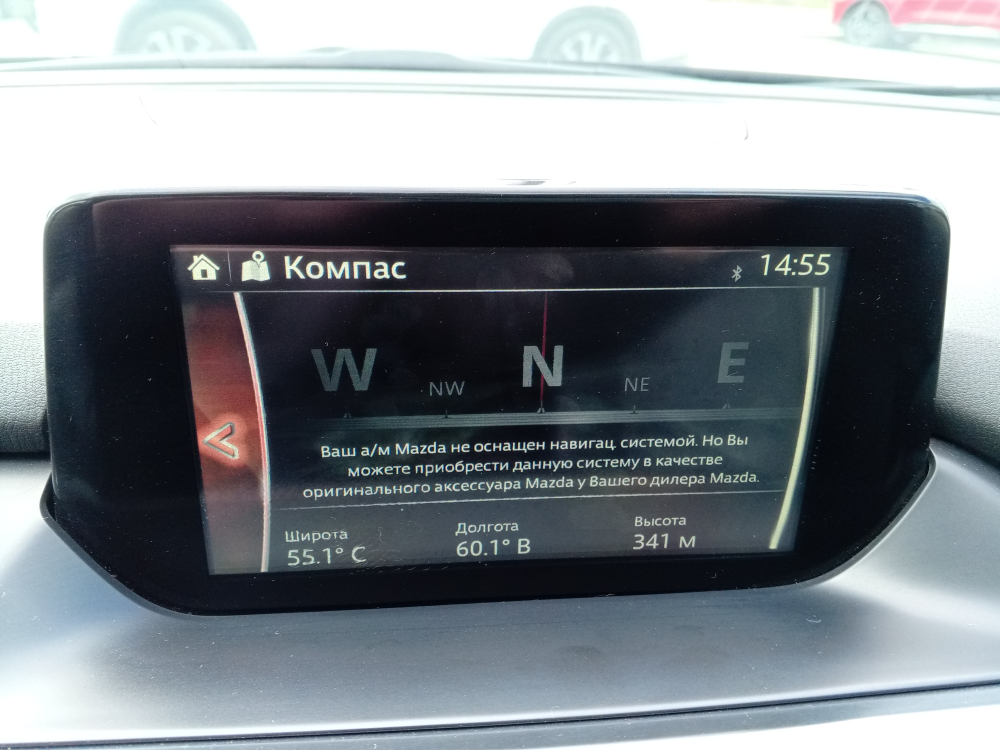 Компас
14:55
W NW N NE E
Ваш а/м Mazda не оснащен навигац. системой. Но Вы
можете приобрести данную систему в качестве
оригинального аксессуара Mazda у Вашего дилера Mazda.
Широта Долгота Высота
55.1° С 60.1° В 341 м